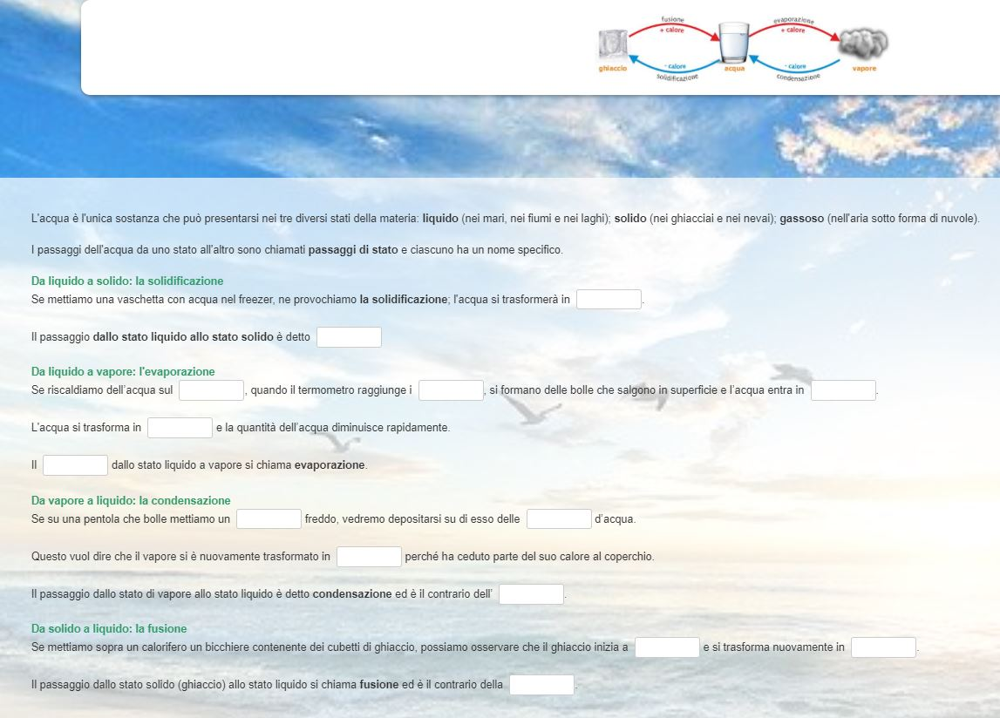 fusione
evaporazione
+ calore
+ calore
- calore
- calore
ghiaccio
acqua
vapore
solidificazione
condensazione
L'acqua è l'unica sostanza che può presentarsi nei tre diversi stati della materia: liquido (nei mari, nei fiumi e nei laghi); solido (nei ghiacciai e nei nevai); gassoso (nell'aria sotto forma di nuvole).
I passaggi dell'acqua da uno stato all'altro sono chiamati passaggi di stato e ciascuno ha un nome specifico.
Da liquido a solido: la solidificazione
Se mettiamo una vaschetta con acqua nel freezer, ne provochiamo la solidificazione; l'acqua si trasformerà in .
Il passaggio dallo stato liquido allo stato solido è detto
Da liquido a vapore: l'evaporazione
Se riscaldiamo dell'acqua sul , quando il termometro raggiunge i , si formano delle bolle che salgono in superficie e l'acqua entra in .
L'acqua si trasforma in e la quantità dell'acqua diminuisce rapidamente.
Il dallo stato liquido a vapore si chiama evaporazione.
Da vapore a liquido: la condensazione
Se su una pentola che bolle mettiamo un freddo, vedremo depositarsi su di esso delle d'acqua.
Questo vuol dire che il vapore si è nuovamente trasformato in perché ha ceduto parte del suo calore al coperchio.
Il passaggio dallo stato di vapore allo stato liquido è detto condensazione ed è il contrario dell' .
Da solido a liquido: la fusione
Se mettiamo sopra un calorifero un bicchiere contenente dei cubetti di ghiaccio, possiamo osservare che il ghiaccio inizia a e si trasforma nuovamente in .
Il passaggio dallo stato solido (ghiaccio) allo stato liquido si chiama fusione ed è il contrario della .